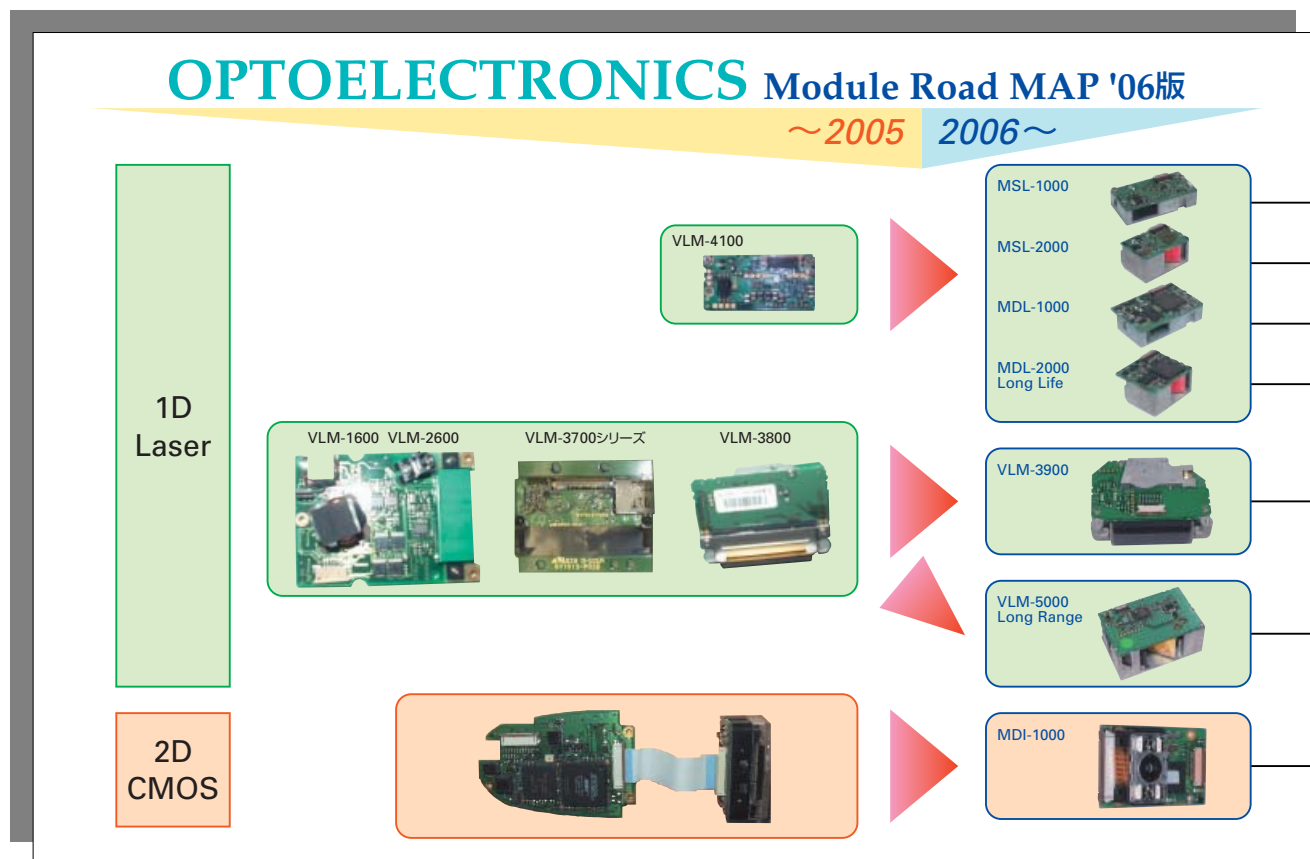 OPTOELECTRONICS Module Road MAP '06版
～2005 2006～
1D
Laser
VLM-4100
MSL-1000
MSL-2000
MDL-1000
MDL-2000
Long Life
VLM-1600 VLM-2600 VLM-3700シリーズ VLM-3800
VLM-3900
VLM-5000
Long Range
2D
CMOS
MDI-1000